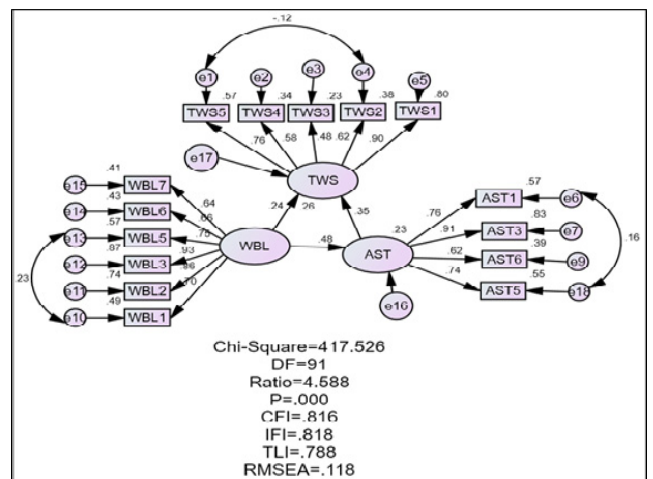 -.12
e1 e2 e3 e4 e5
.57 .34 .23 .38 .80
TWS5 TWS4 TWS3 TWS2 TWS1
.76 .58 .48 .62 .90
e17
TWS
.24 .26 .35
.41
e15 WBL7 .64
.43
e14 WBL6 .66
.57
e13 WBL5 .75
.87
e12 WBL3 .93
.74
e11 WBL2 .96
.49
e10 WBL1 .70
.23
WBL .48 AST
.23
e16
.57
.76 AST1 e6
.83
.91 AST3 e7
.39
.62 AST6 e9
.55
.74 AST5 e18
.16
Chi-Square=417.526
DF=91
Ratio=4.588
P=.000
CFI=.816
IFI=.818
TLI=.788
RMSEA=.118